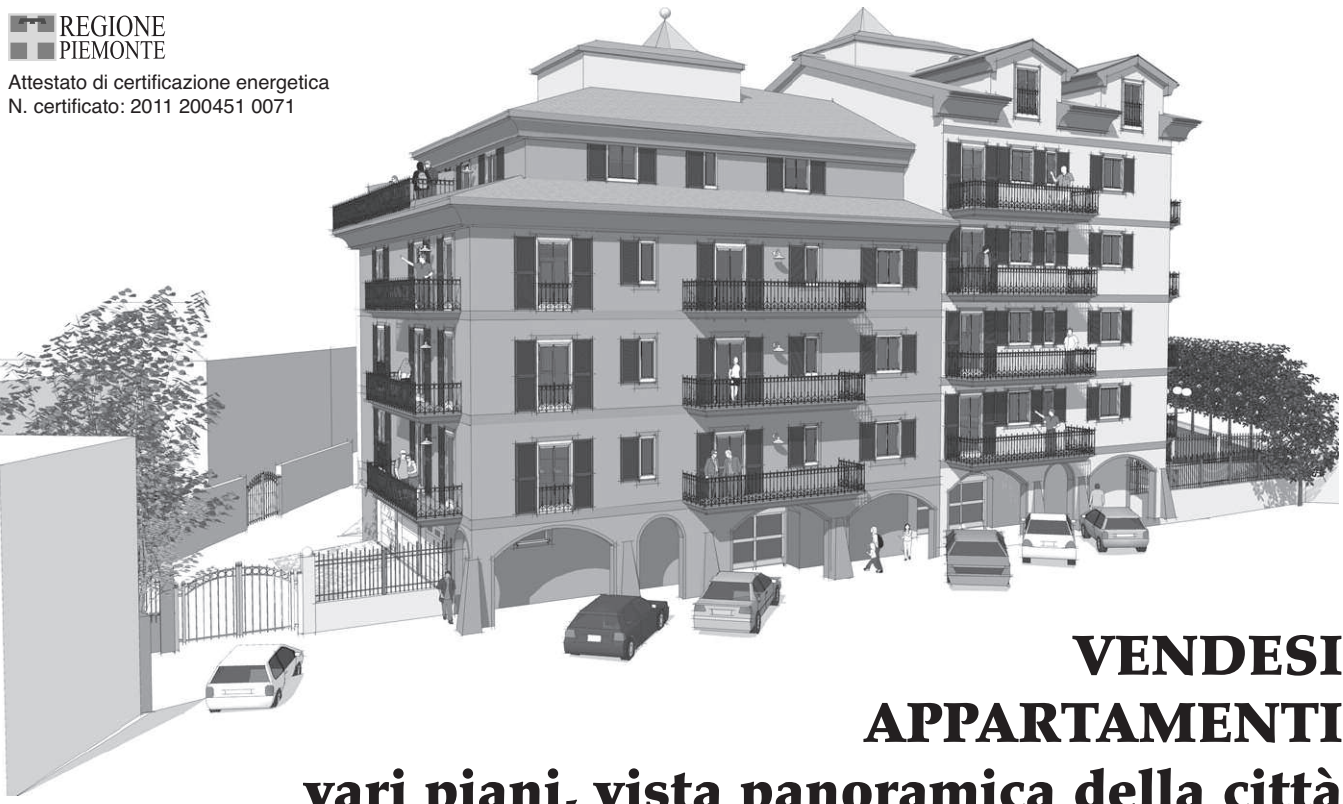 REGIONE
PIEMONTE
Attestato di certificazione energetica
N. certificato: 2011 200451 0071
VENDESI
APPARTAMENTI
vari piani, vista panoramica della città